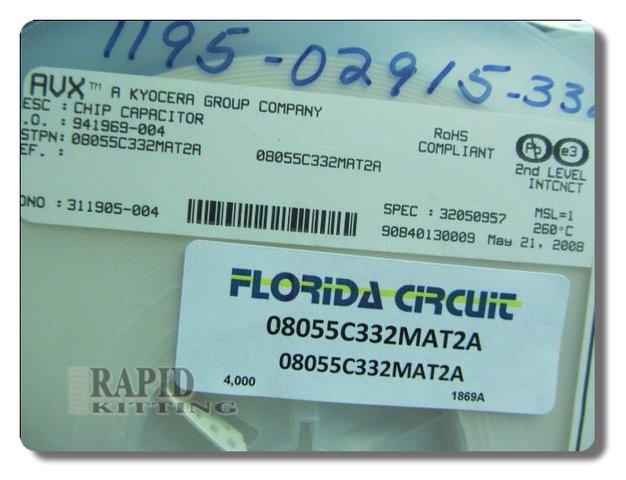 1195-02915-332
AVX™ A KYOCERA GROUP COMPANY
ESC : CHIP CAPACITOR
.O. : 941969-004
STPN: 08055C332MAT2A
08055C332MAT2A
EF. :
RoHS
COMPLIANT
Pb e3
2nd LEVEL
INTCNCT
ONO : 311905-004
SPEC : 32050957
MSL=1
260°C
90840130009 May 21, 2008
FLORIDA CIRCUIT
08055C332MAT2A
08055C332MAT2A
4,000
1869A
RAPID
KITTING